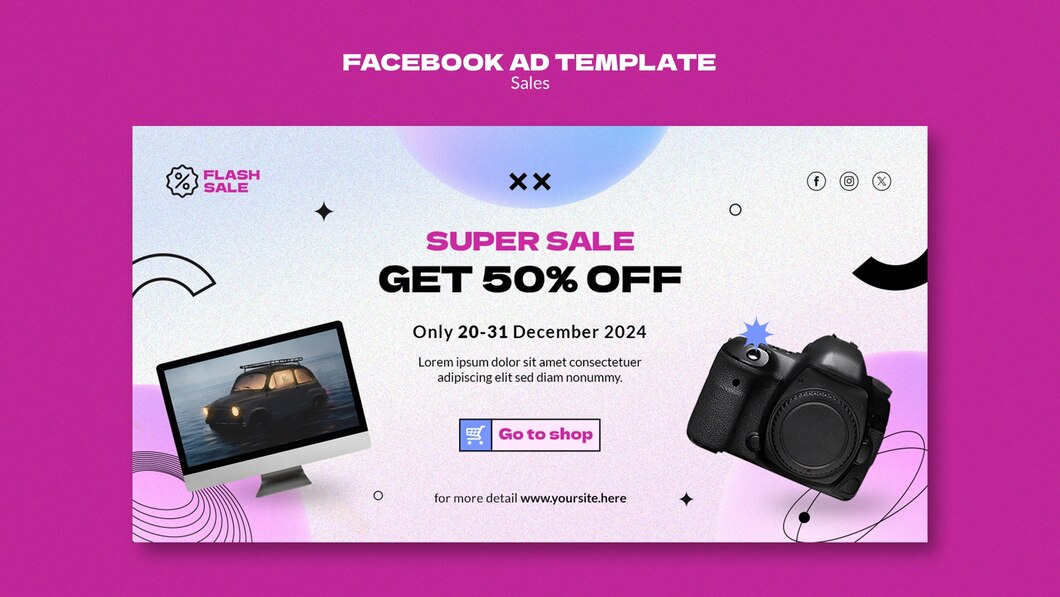 FACEBOOK AD TEMPLATE
Sales
FLASH
SALE
SUPER SALE
GET 50% OFF
Only 20-31 December 2024
Lorem ipsum dolor sit amet consectetuer
adipiscing elit sed diam nonummy.
Go to shop
for more detail www.yoursite.here